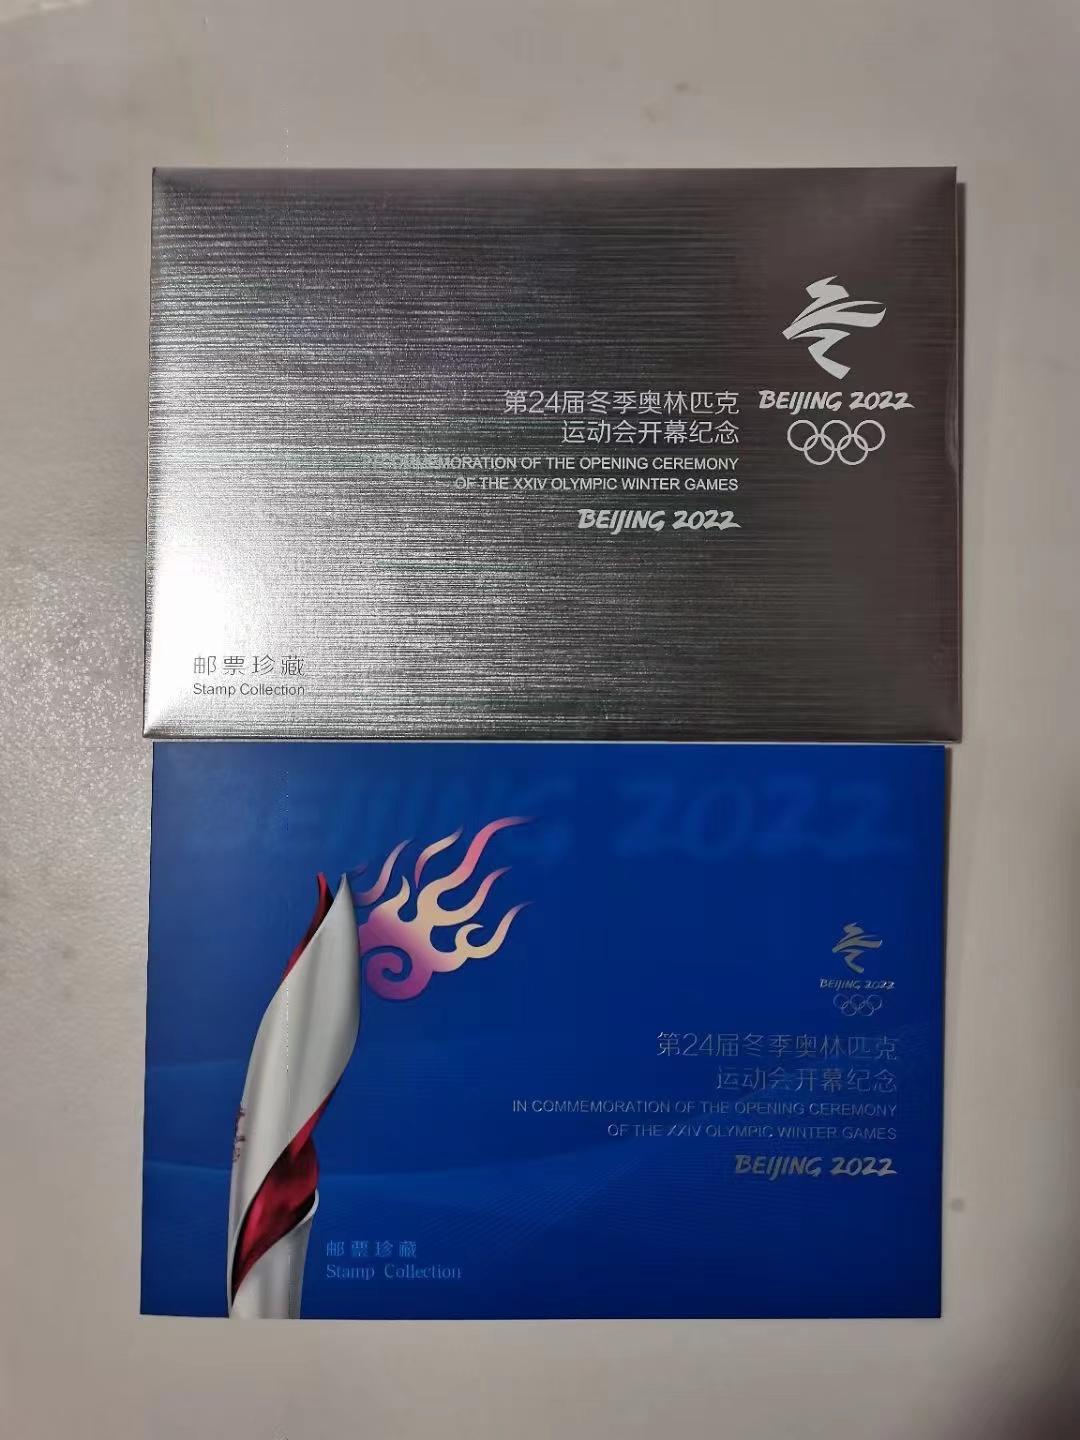 BEIJING 2022
第24届冬季奥林匹克
运动会开幕纪念
IN COMMEMORATION OF THE OPENING CEREMONY
OF THE XXIV OLYMPIC WINTER GAMES
BEIJING 2022
邮票珍藏
Stamp Collection
BEIJING 2022
BEIJING 2022
第24届冬季奥林匹克
运动会开幕纪念
IN COMMEMORATION OF THE OPENING CEREMONY
OF THE XXIV OLYMPIC WINTER GAMES
BEIJING 2022
邮票珍藏
Stamp Collection